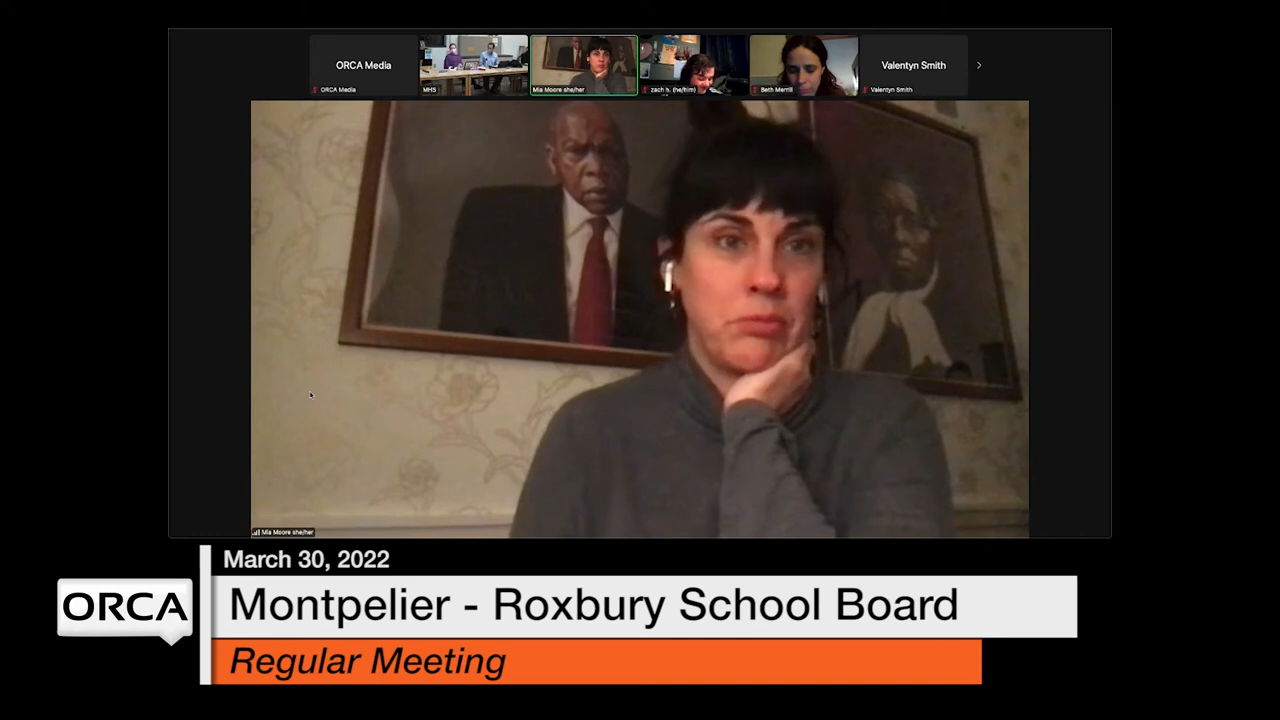 ORCA Media
Valentyn Smith
ORCA Media
MHS
Mia Moore she/her
zach h. (he/him)
Beth Merrill
Valentyn Smith
Mia Moore she/her
March 30, 2022
ORCA
Montpelier - Roxbury School Board
Regular Meeting